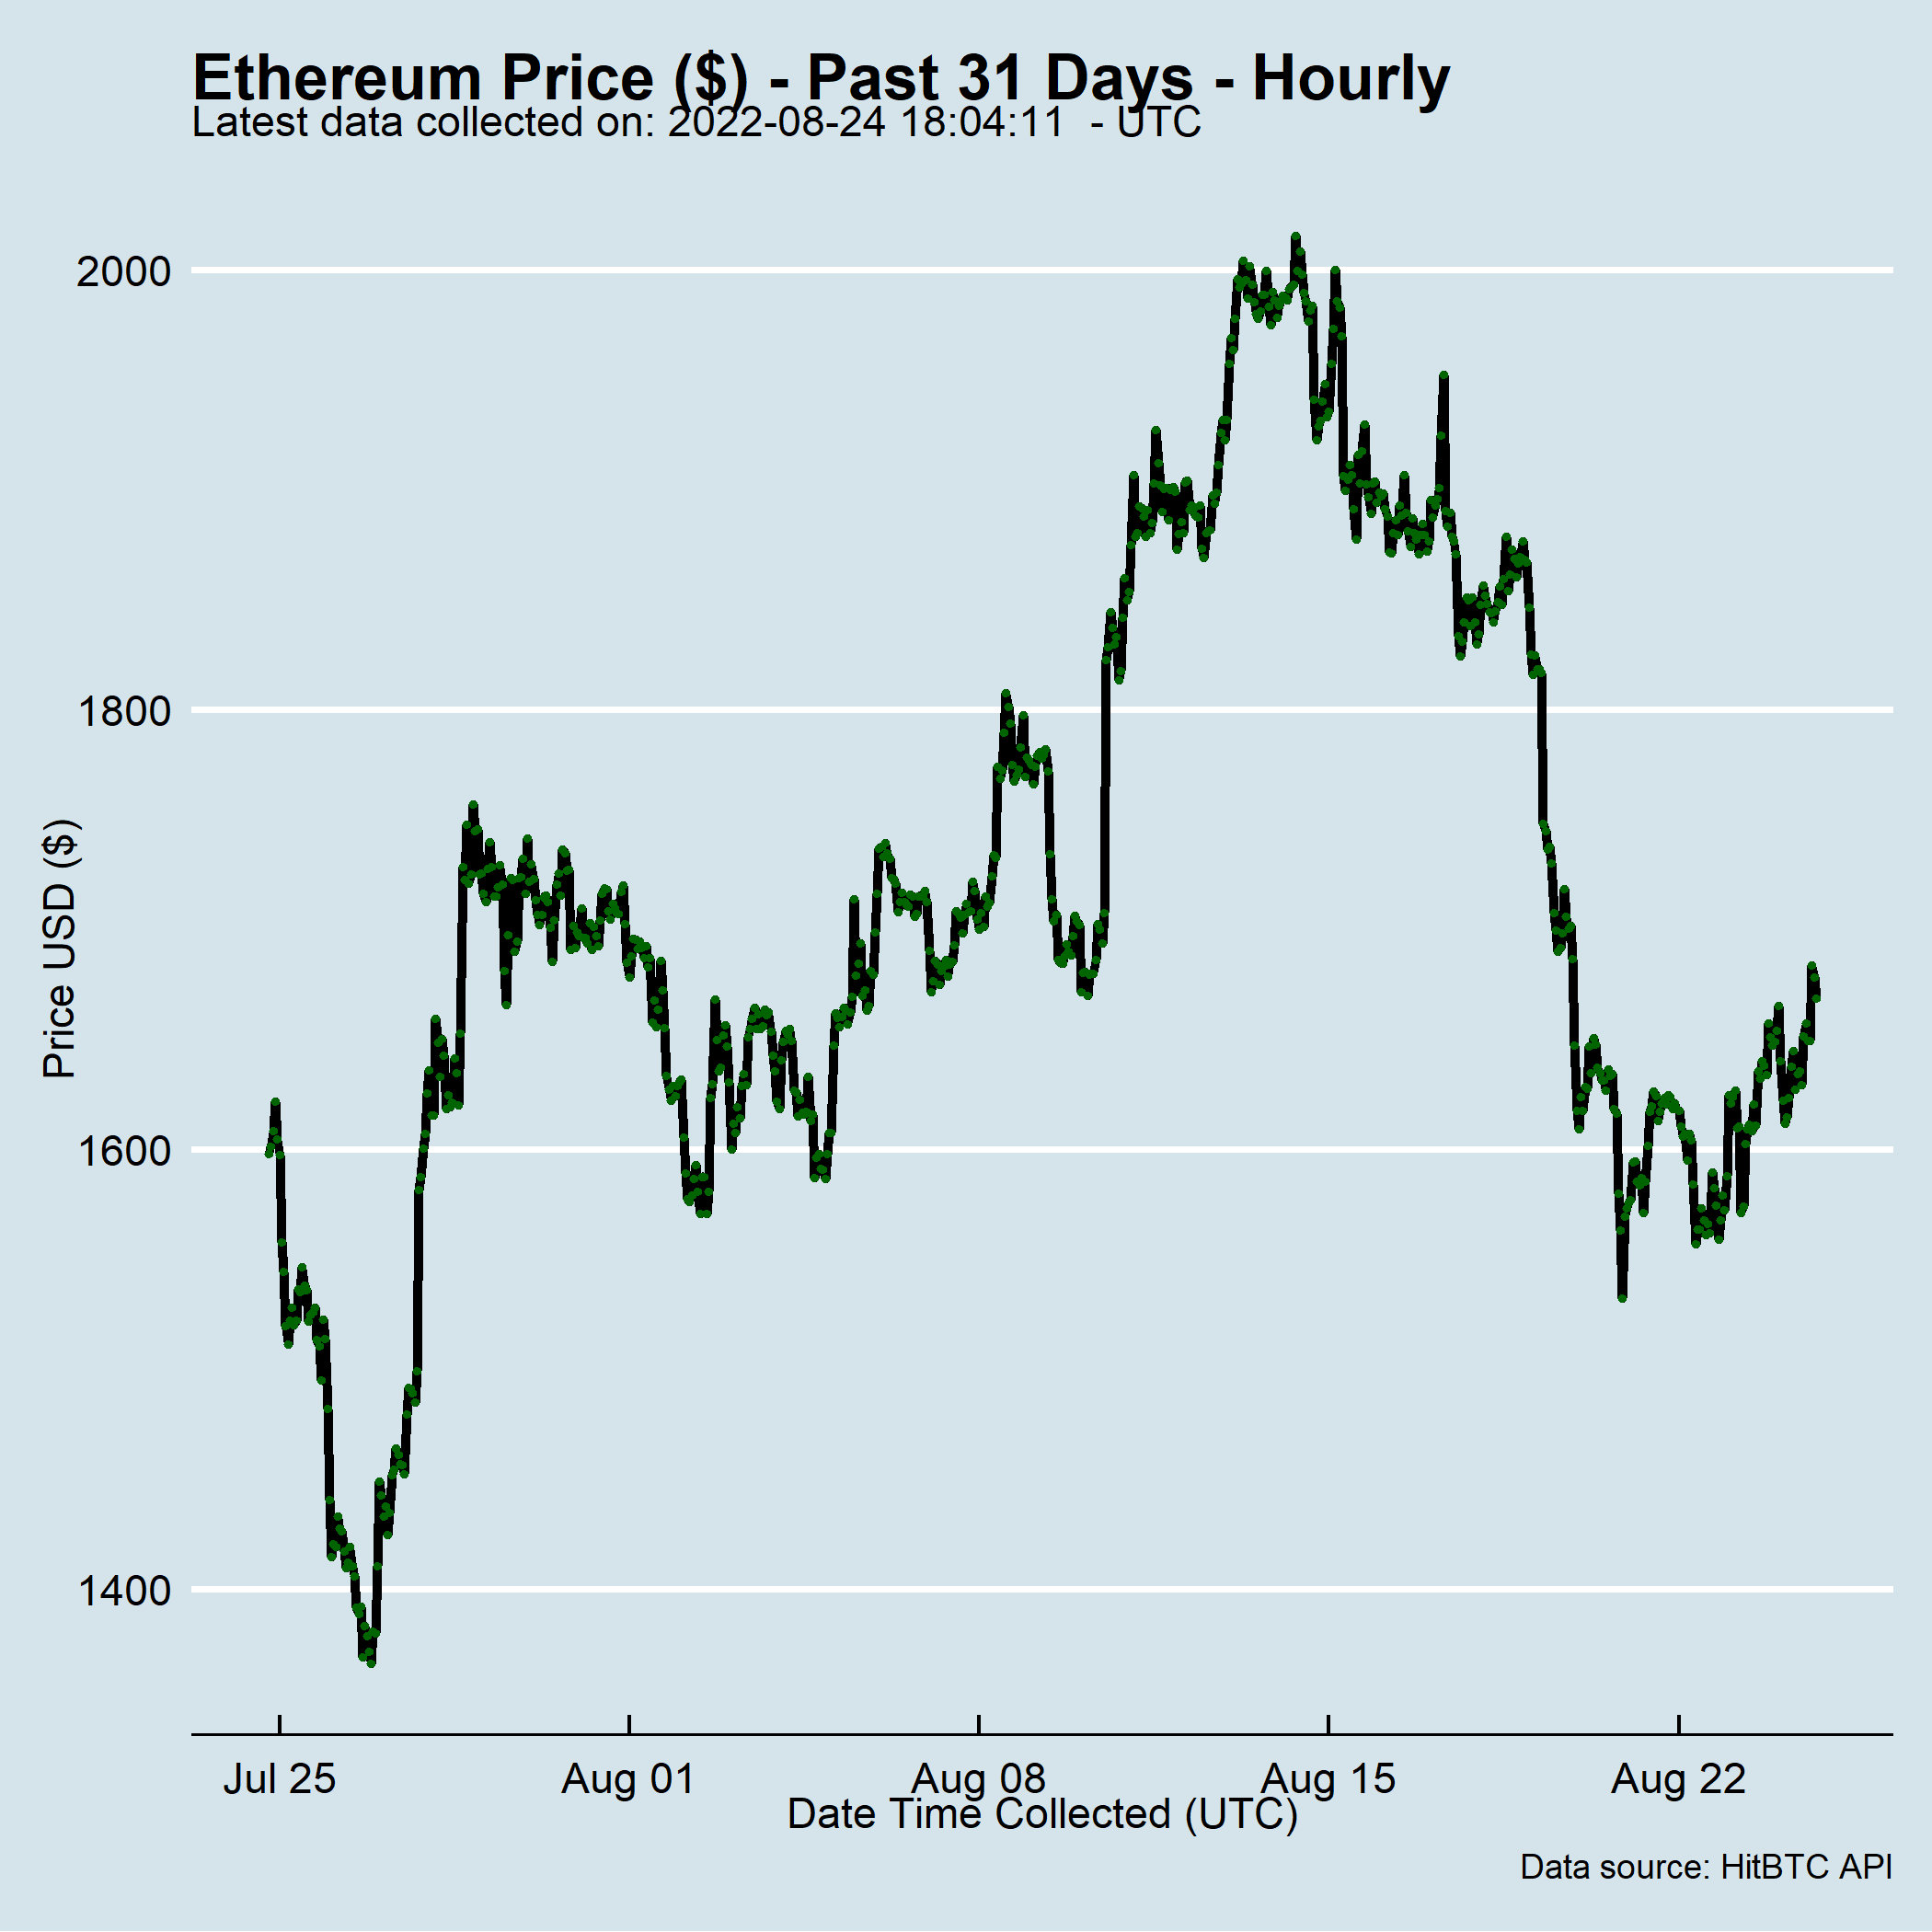 Ethereum Price ($) - Past 31 Days - Hourly
Latest data collected on: 2022-08-24 18:04:11  - UTC
2000
1800
1600
1400
Price USD ($)
Jul 25 Aug 01 Aug 08 Aug 15 Aug 22
Date Time Collected (UTC)
Data source: HitBTC API